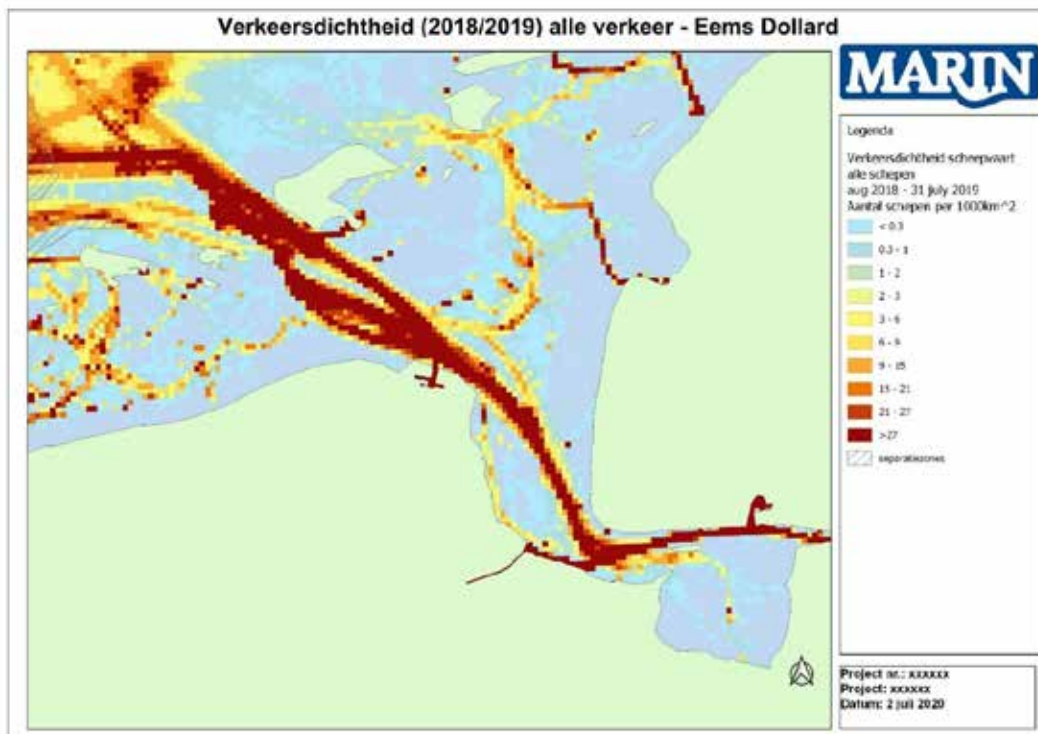 Verkeersdichtheid (2018/2019) alle verkeer - Eems Dollard
MARIN
Legenda
Verkeersdichtheid scheepvaart
alle schepen
aug 2018 - 31 july 2019
Aantal schepen per 1000km^2
< 0.3
0.3 - 1
1 - 2
2 - 3
3 - 6
6 - 9
9 - 15
15 - 21
21 - 27
>27
separatiezones
Project nr.: xxxxxx
Project: xxxxxx
Datum: 2 juli 2020